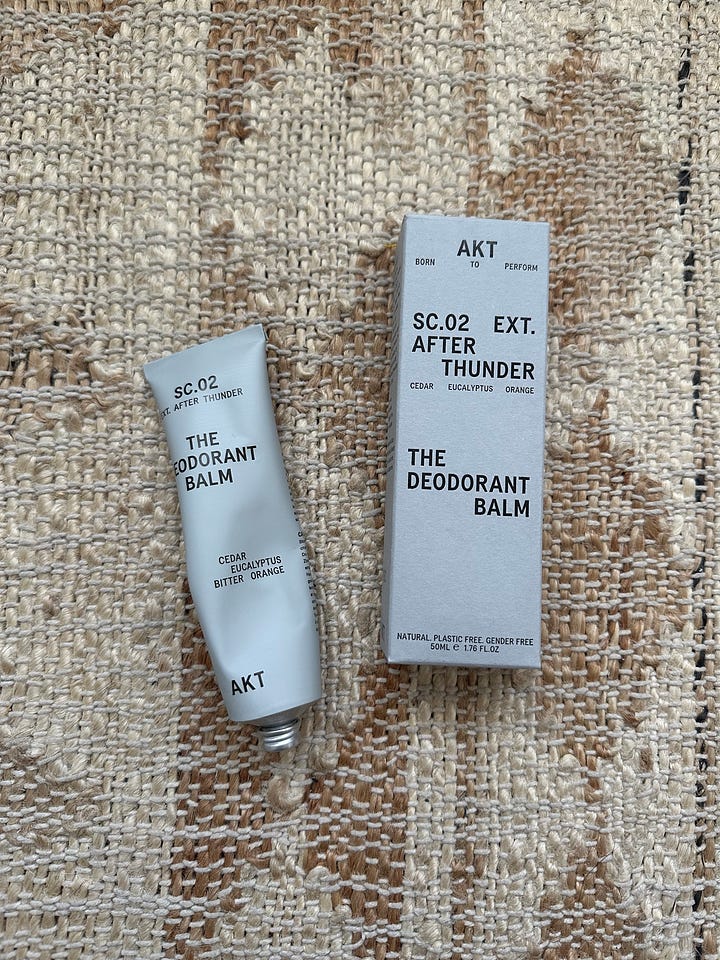 SC.02
EXT. AFTER THUNDER
THE
DEODORANT
BALM
CEDAR
EUCALYPTUS
BITTER ORANGE
AKT
AKT
BORN TO PERFORM
SC.02 EXT.
AFTER
THUNDER
CEDAR EUCALYPTUS ORANGE
THE
DEODORANT
BALM
NATURAL. PLASTIC FREE. GENDER FREE
50ML e 1.76 FL.OZ